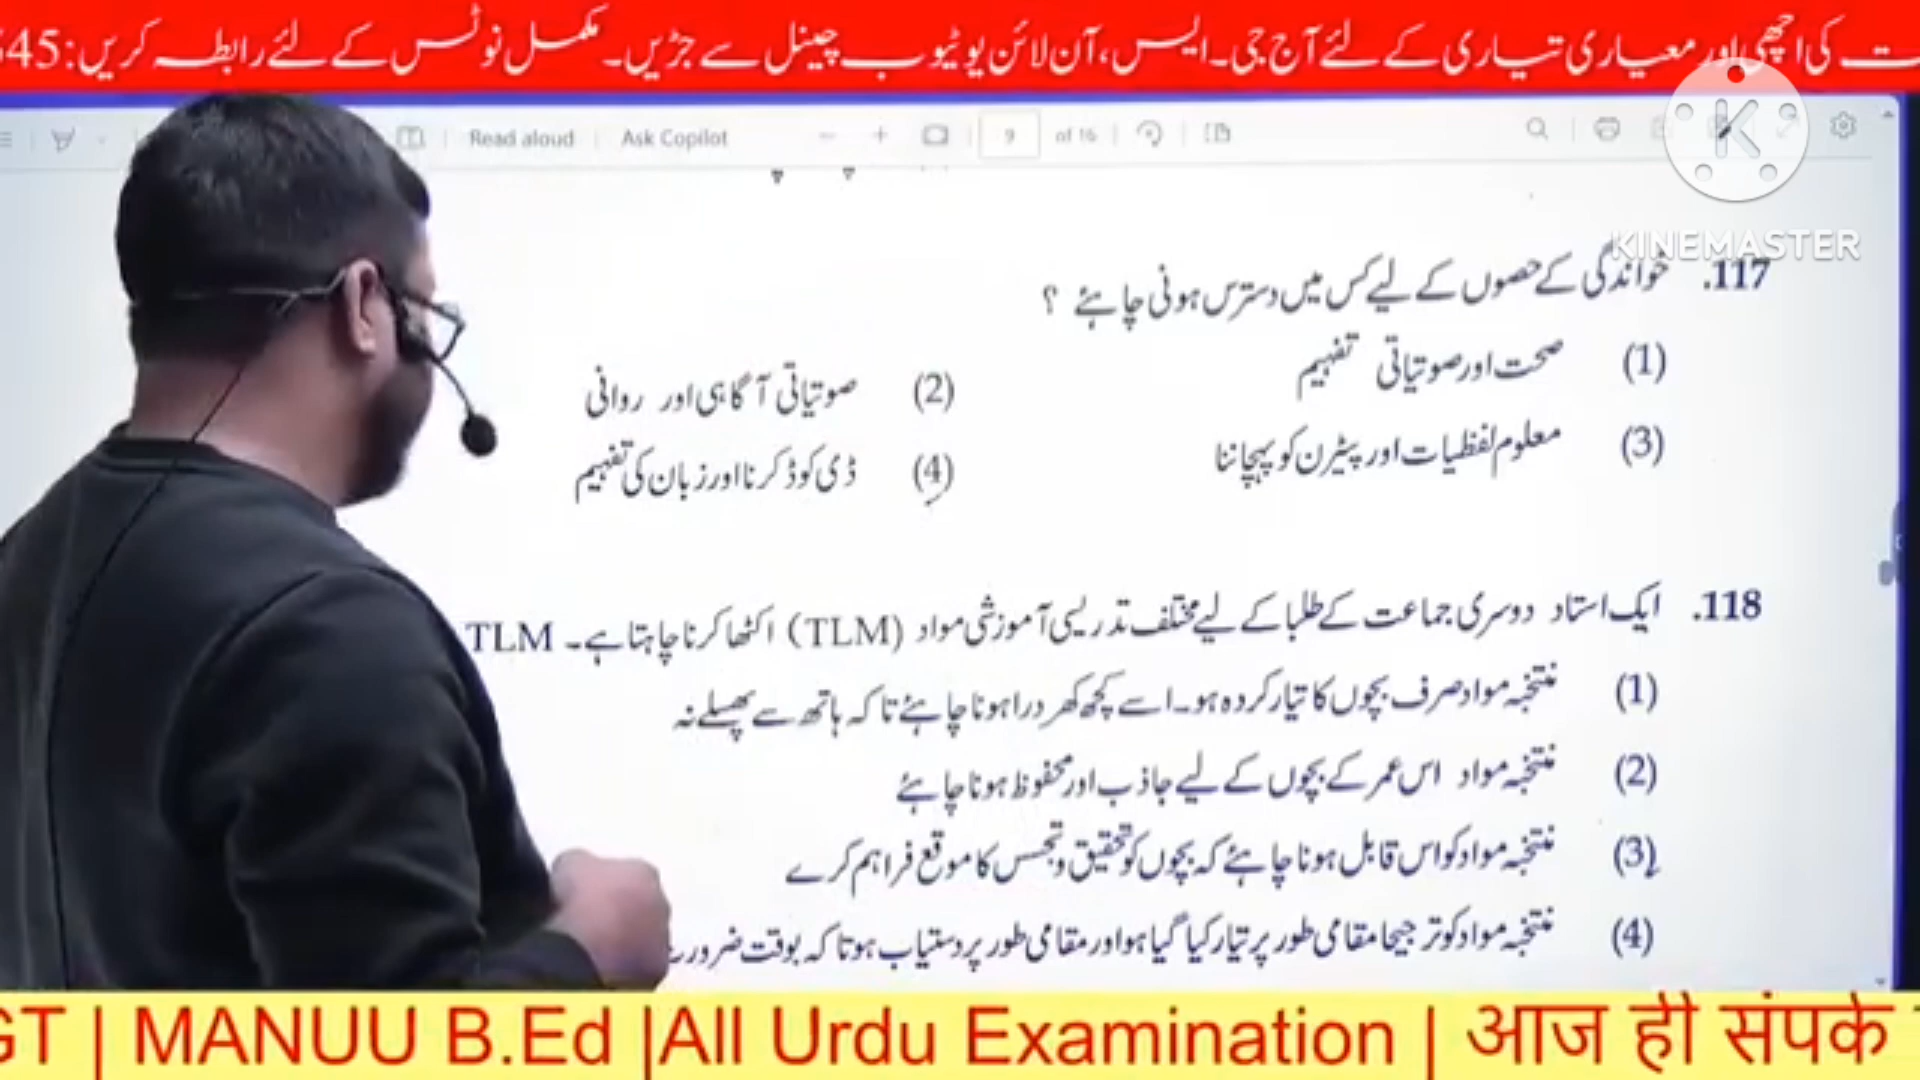 کی اچھی اور معیاری تیاری کے لئے آج جی۔ایس، آن لائن یوٹیوب چینل سے جڑیں۔ مکمل نوٹس کے لئے رابطہ کریں:
Read aloud Ask Copilot 9 of 16
KINEMASTER
117. خواندگی کے حصوں کے لیے کس میں دسترس ہونی چاہئے ؟
(1) صحت اور صوتیاتی تفہیم
(2) صوتیاتی آگاہی اور روانی
(3) معلوم لفظیات اور پیٹرن کو پہچاننا
(4) ڈی کوڈ کرنا اور زبان کی تفہیم
118. ایک استاد دوسری جماعت کے طلبا کے لیے مختلف تدریسی آموزشی مواد (TLM) اکٹھا کرنا چاہتا ہے۔ TLM
(1) منتخبہ مواد صرف بچوں کا تیار کردہ ہو۔ اسے کچھ کھردرا ہونا چاہئے تا کہ ہاتھ سے پھسلے نہ
(2) منتخبہ مواد اس عمر کے بچوں کے لیے جاذب اور محفوظ ہونا چاہئے
(3) منتخبہ مواد کو اس قابل ہونا چاہئے کہ بچوں کو تحقیق و تجسس کا موقع فراہم کرے
(4) منتخبہ مواد کو ترجیحا مقامی طور پر تیار کیا گیا ہو اور مقامی طور پر دستیاب ہو تا کہ بوقت
GT | MANUU B.Ed |All Urdu Examination | आज ही संपर्क